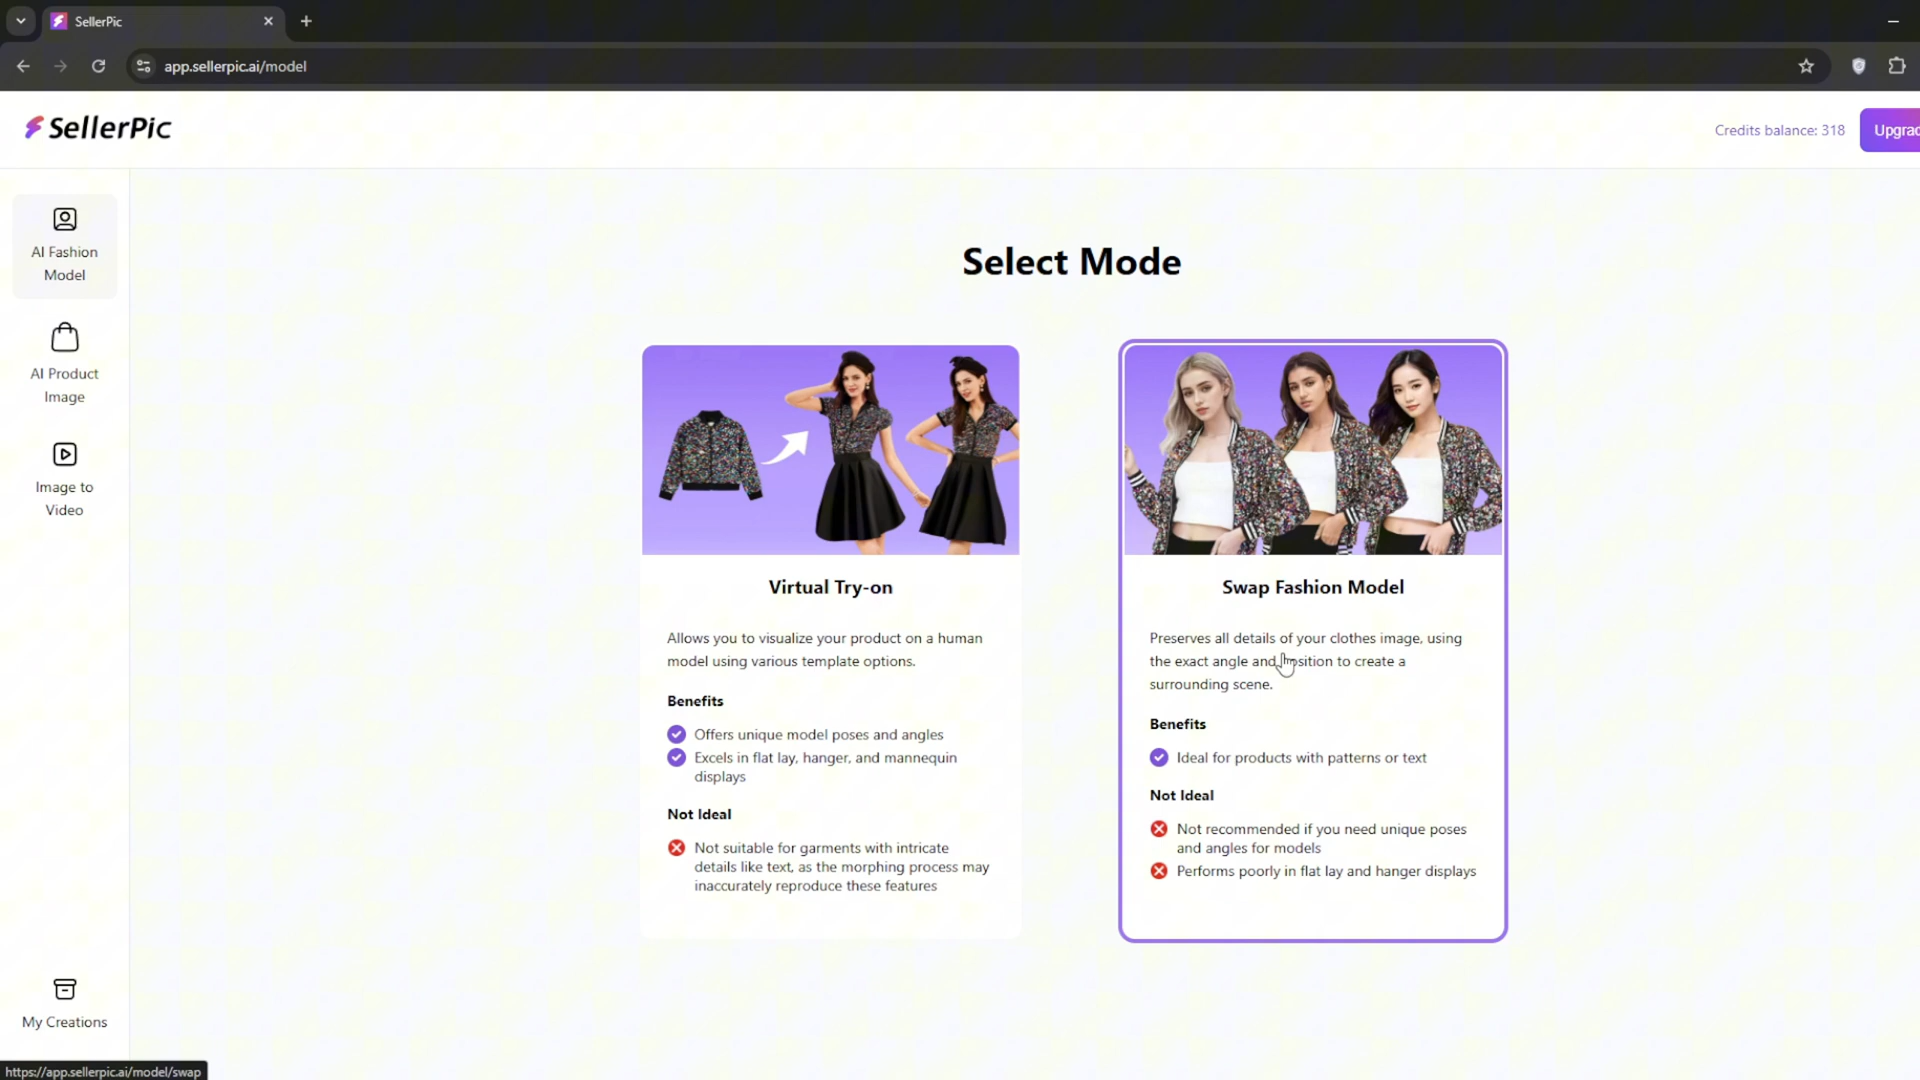 SellerPic
app.sellerpic.ai/model
SellerPic
Credits balance: 318
Upgrad
AI Fashion
Model
AI Product
Image
Image to
Video
My Creations
Select Mode
Virtual Try-on
Allows you to visualize your product on a human
model using various template options.
Benefits
Offers unique model poses and angles
Excels in flat lay, hanger, and mannequin
displays
Not Ideal
Not suitable for garments with intricate
details like text, as the morphing process may
inaccurately reproduce these features
Swap Fashion Model
Preserves all details of your clothes image, using
the exact angle and position to create a
surrounding scene.
Benefits
Ideal for products with patterns or text
Not Ideal
Not recommended if you need unique poses
and angles for models
Performs poorly in flat lay and hanger displays
https://app.sellerpic.ai/model/swap